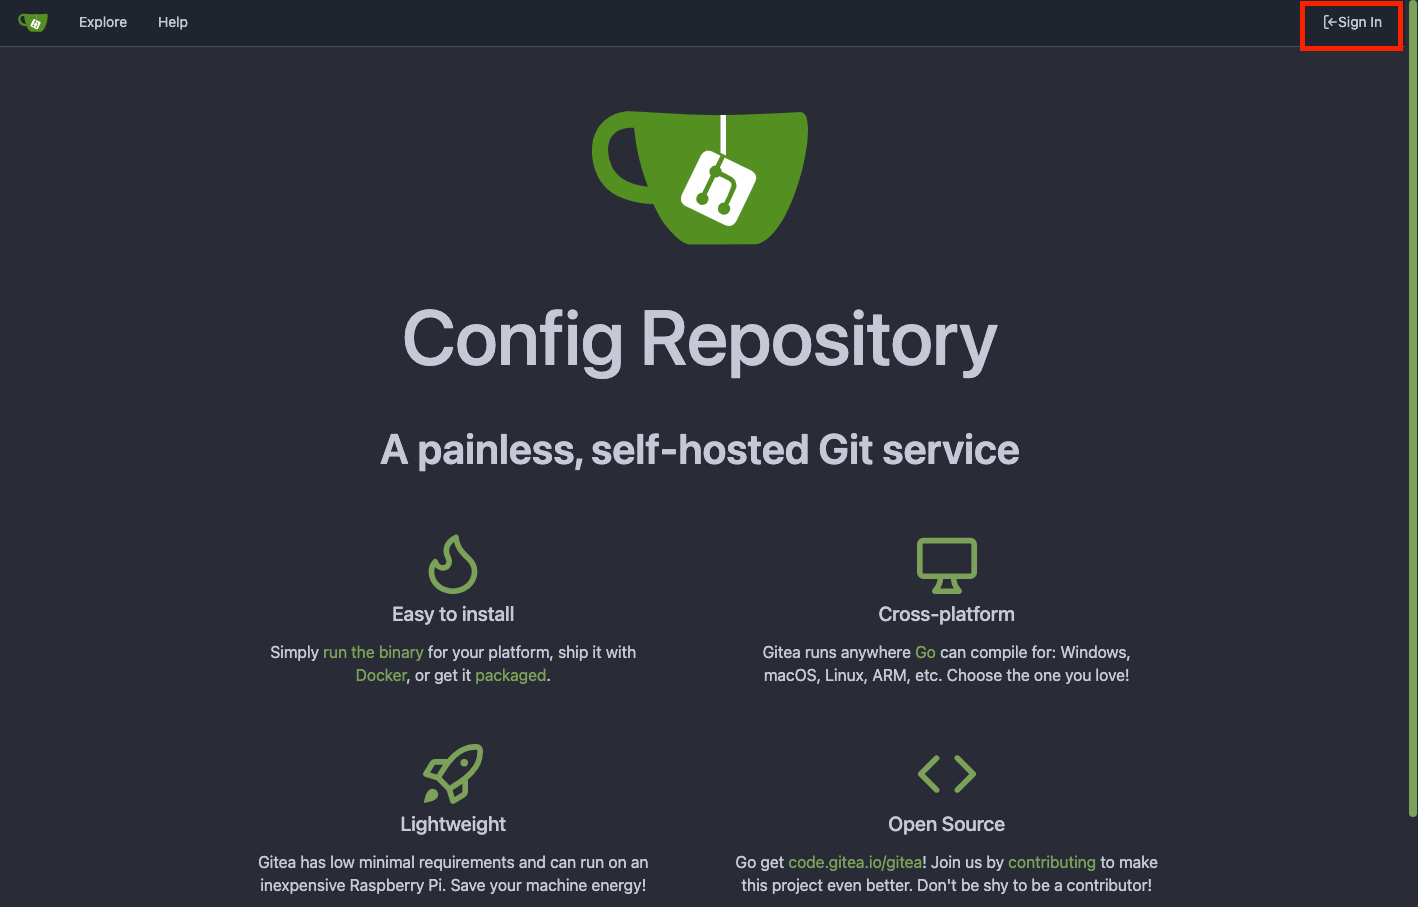 Explore Help Sign In
Config Repository
A painless, self-hosted Git service
Easy to install
Simply run the binary for your platform, ship it with
Docker, or get it packaged.
Cross-platform
Gitea runs anywhere Go can compile for: Windows,
macOS, Linux, ARM, etc. Choose the one you love!
Lightweight
Gitea has low minimal requirements and can run on an
inexpensive Raspberry Pi. Save your machine energy!
Open Source
Go get code.gitea.io/gitea! Join us by contributing to make
this project even better. Don't be shy to be a contributor!